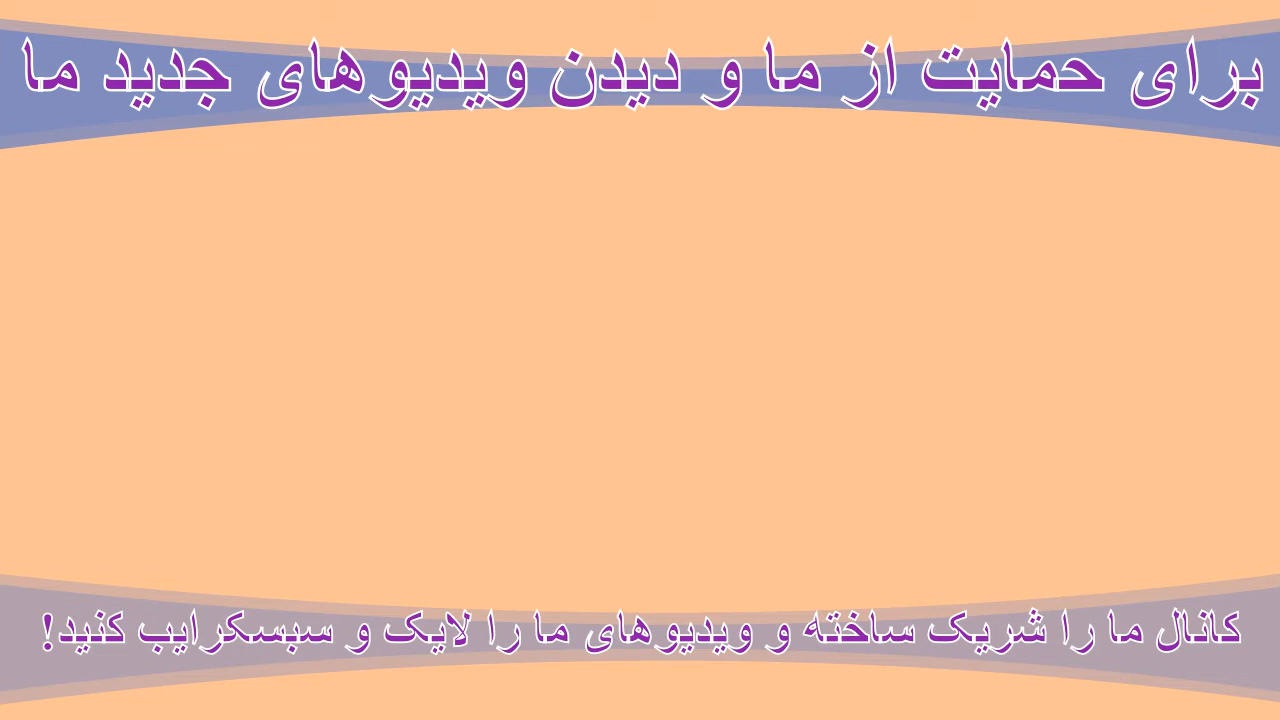 برای حمایت از ما و دیدن ویدیوهای جدید ما
کانال ما را شریک ساخته و ویدیوهای ما را لایک و سبسکرایب کنید!